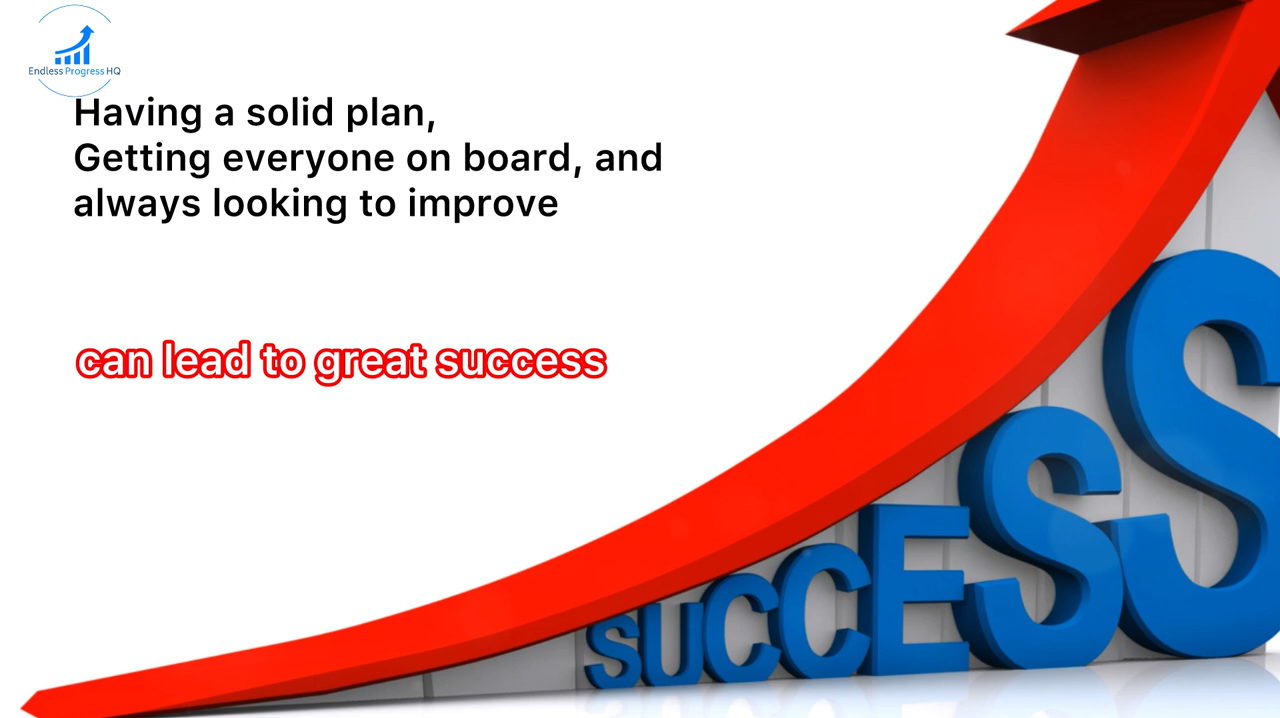 Endless Progress HQ
Having a solid plan,
Getting everyone on board, and
always looking to improve
can lead to great success
SUCCESS